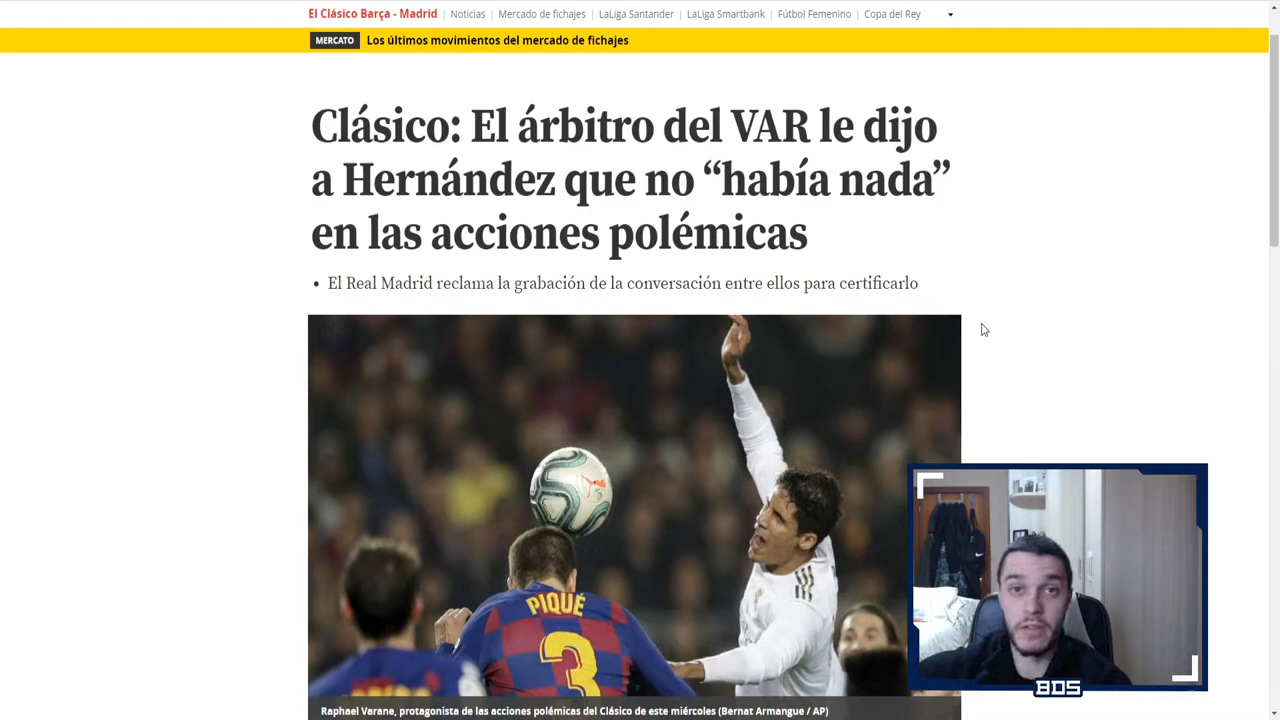 El Clásico Barça - Madrid | Noticias | Mercado de fichajes | LaLiga Santander | LaLiga Smartbank | Fútbol Femenino | Copa del Rey
MERCATO Los últimos movimientos del mercado de fichajes
Clásico: El árbitro del VAR le dijo
a Hernández que no “había nada”
en las acciones polémicas
• El Real Madrid reclama la grabación de la conversación entre ellos para certificarlo
PIQUÉ
3
Raphael Varane, protagonista de las acciones polémicas del Clásico de este miércoles (Bernat Armangue / AP)